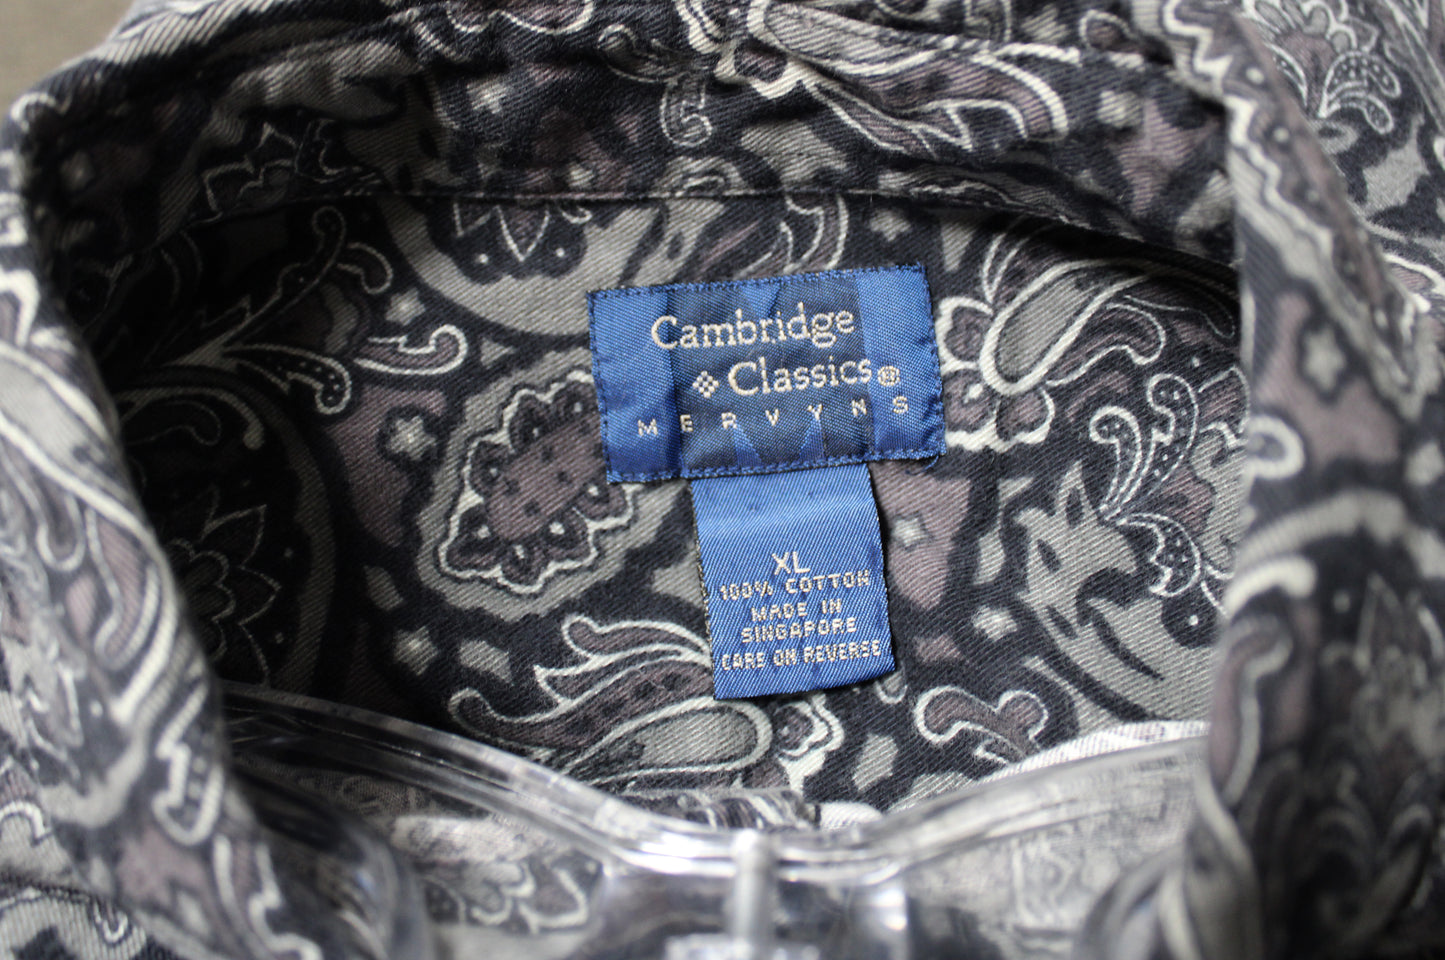 Cambridge
Classics®
MERVYNS
XL
100% COTTON
MADE IN
SINGAPORE
CARE ON REVERSE